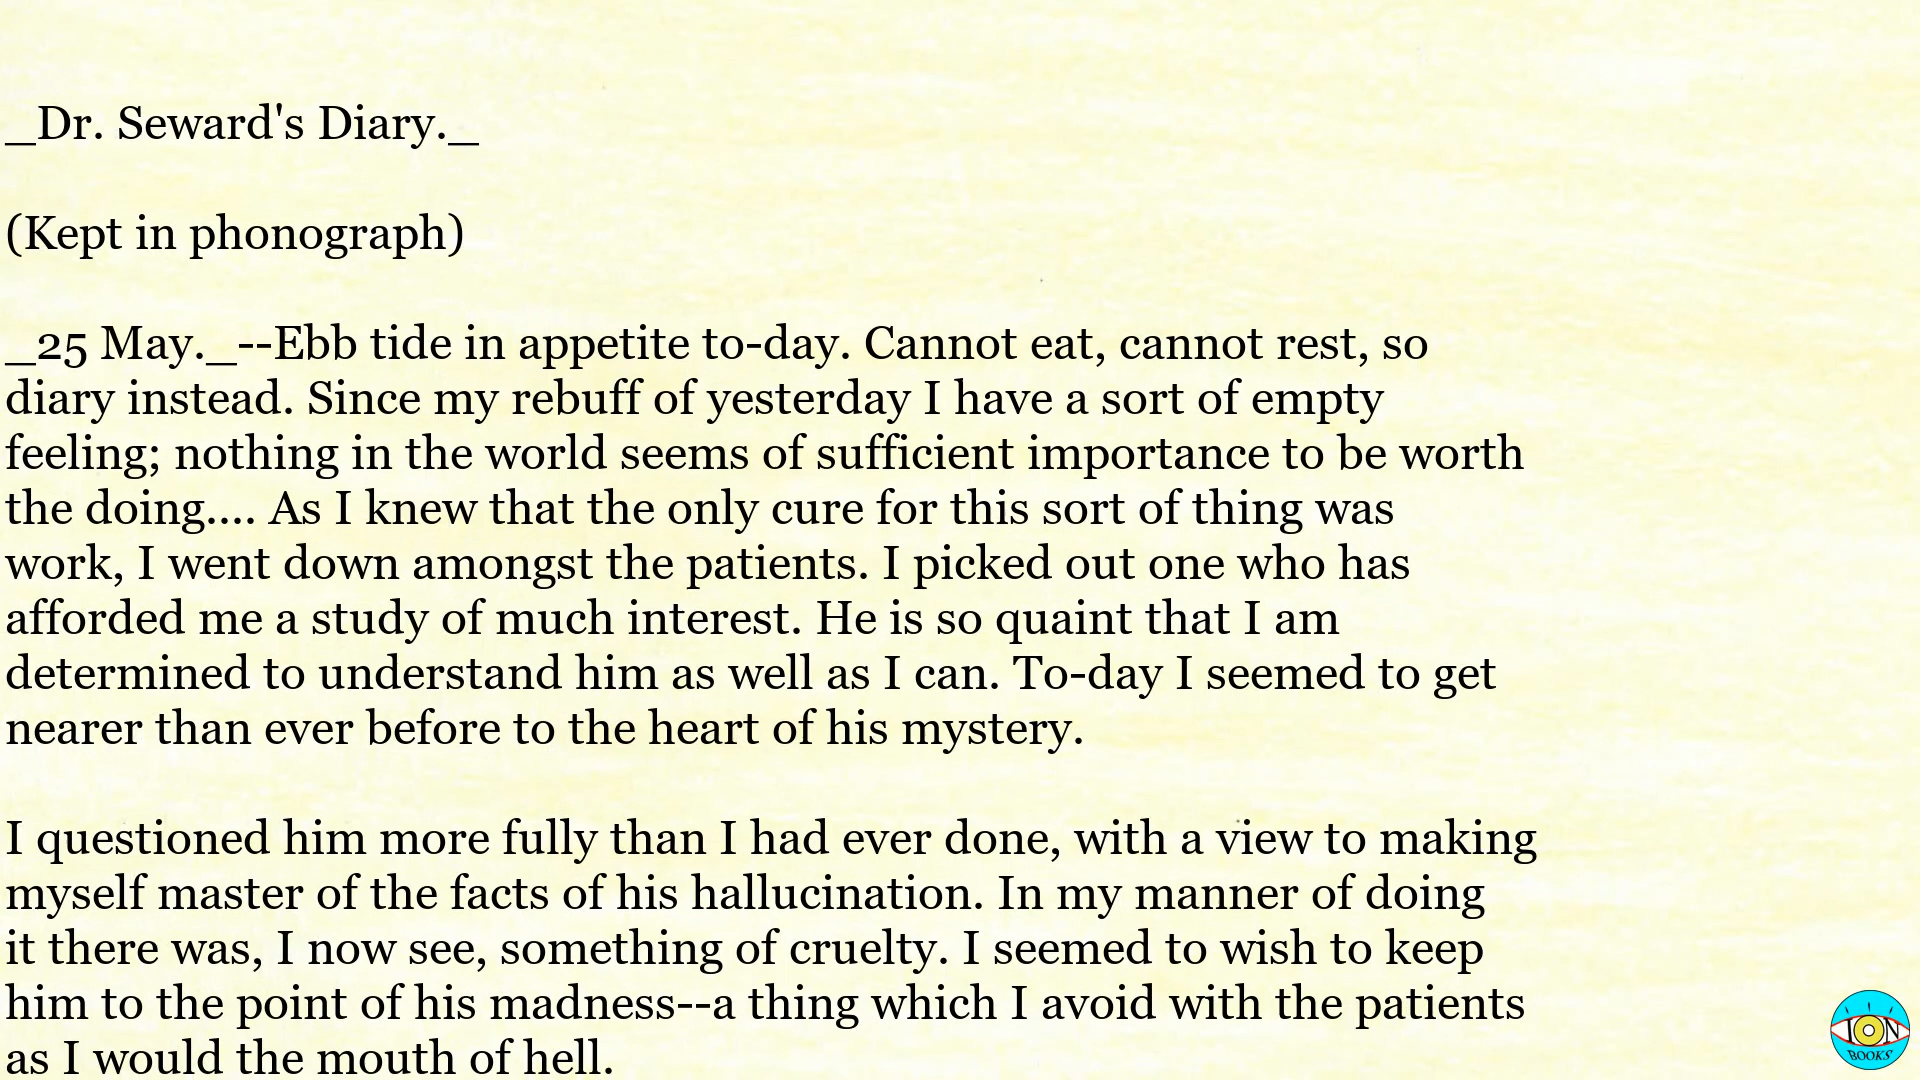 _Dr. Seward's Diary._
(Kept in phonograph)
_25 May._--Ebb tide in appetite to-day. Cannot eat, cannot rest, so
diary instead. Since my rebuff of yesterday I have a sort of empty
feeling; nothing in the world seems of sufficient importance to be worth
the doing.... As I knew that the only cure for this sort of thing was
work, I went down amongst the patients. I picked out one who has
afforded me a study of much interest. He is so quaint that I am
determined to understand him as well as I can. To-day I seemed to get
nearer than ever before to the heart of his mystery.
I questioned him more fully than I had ever done, with a view to making
myself master of the facts of his hallucination. In my manner of doing
it there was, I now see, something of cruelty. I seemed to wish to keep
him to the point of his madness--a thing which I avoid with the patients
as I would the mouth of hell.
ION
BOOKS